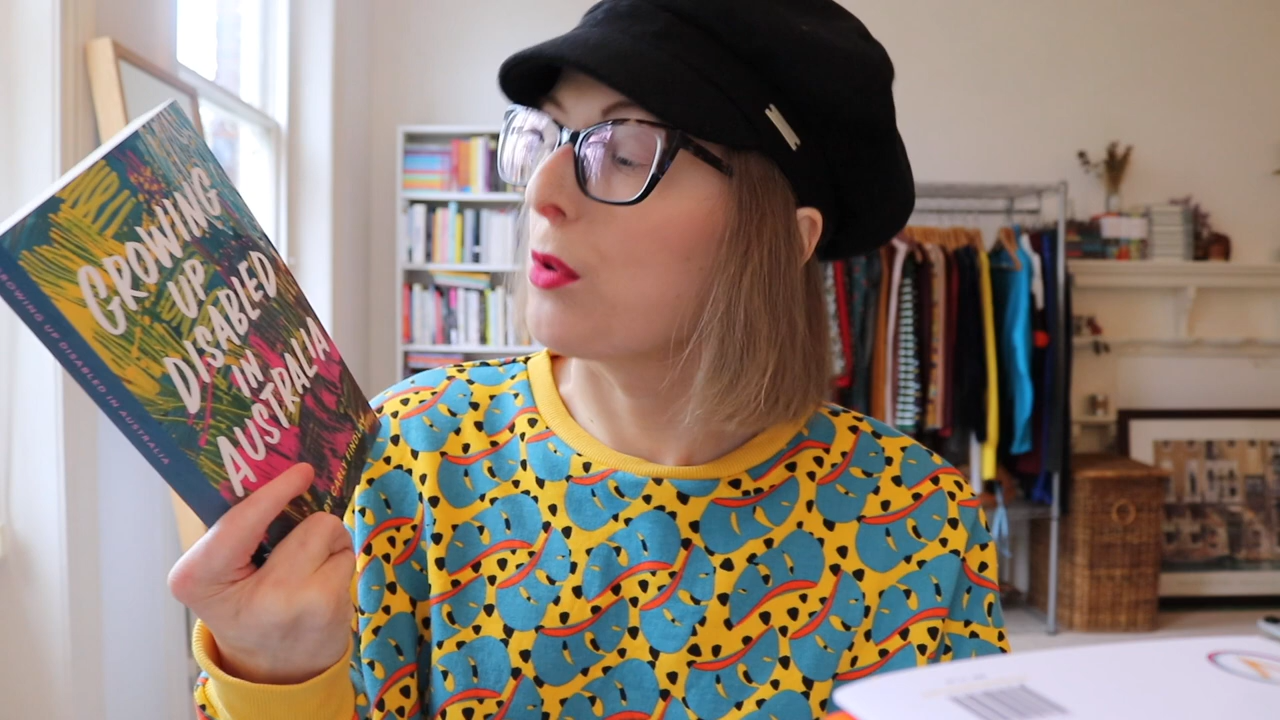 GROWING
UP
DISABLED
IN
AUSTRALIA
GROWING UP DISABLED IN AUSTRALIA